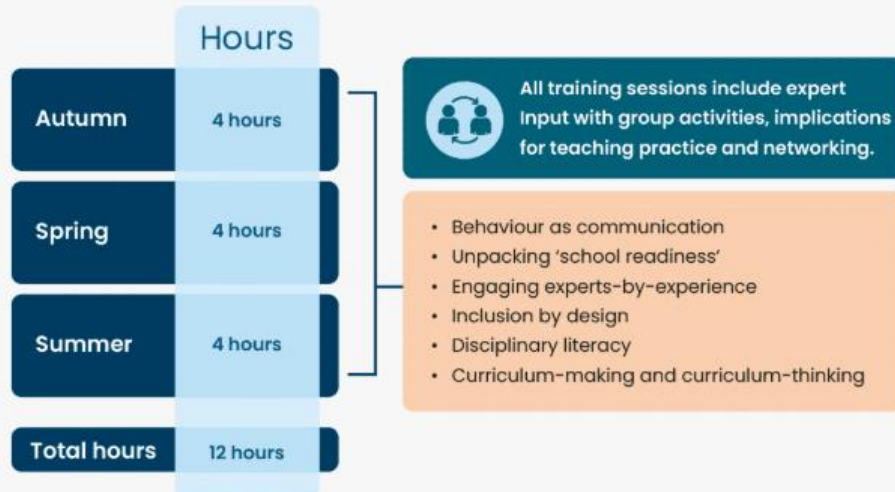 Hours
Autumn 4 hours
Spring 4 hours
Summer 4 hours
Total hours 12 hours
All training sessions include expert
Input with group activities, implications
for teaching practice and networking.
• Behaviour as communication
• Unpacking ‘school readiness’
• Engaging experts-by-experience
• Inclusion by design
• Disciplinary literacy
• Curriculum-making and curriculum-thinking